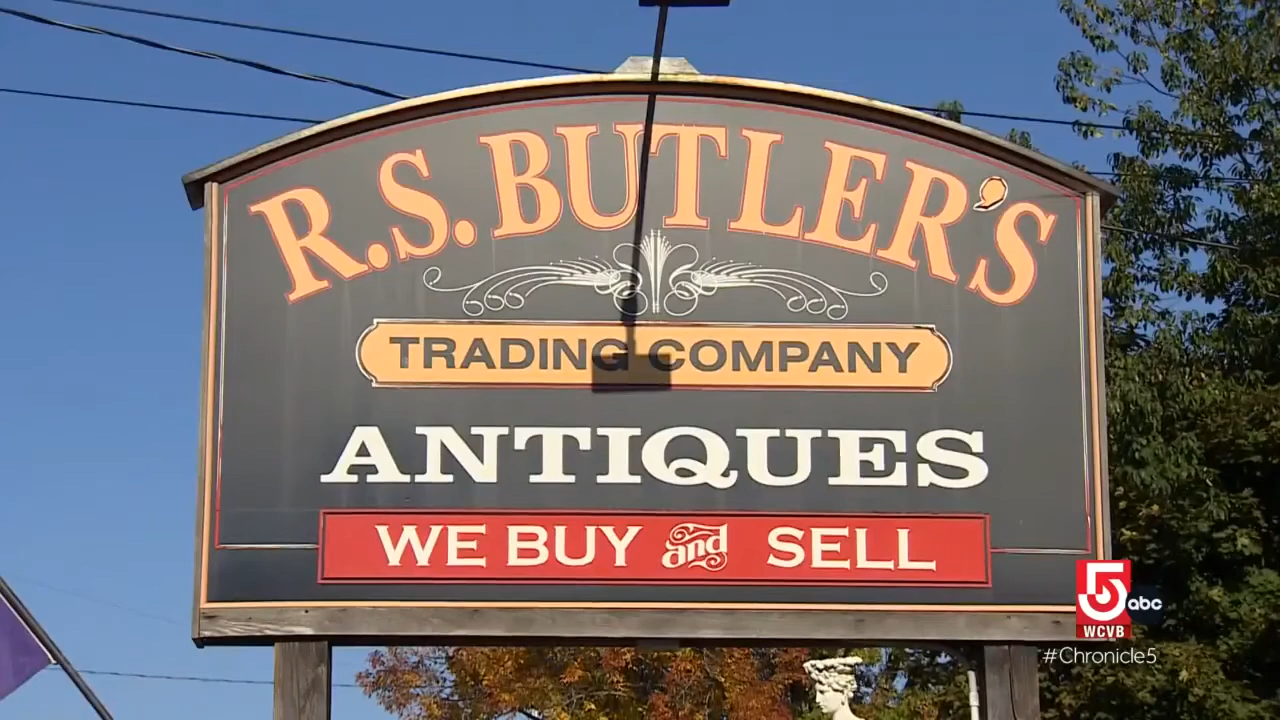 R.S. BUTLER'S
TRADING COMPANY
ANTIQUES
WE BUY and SELL
5 abc
WCVB
#Chronicle5